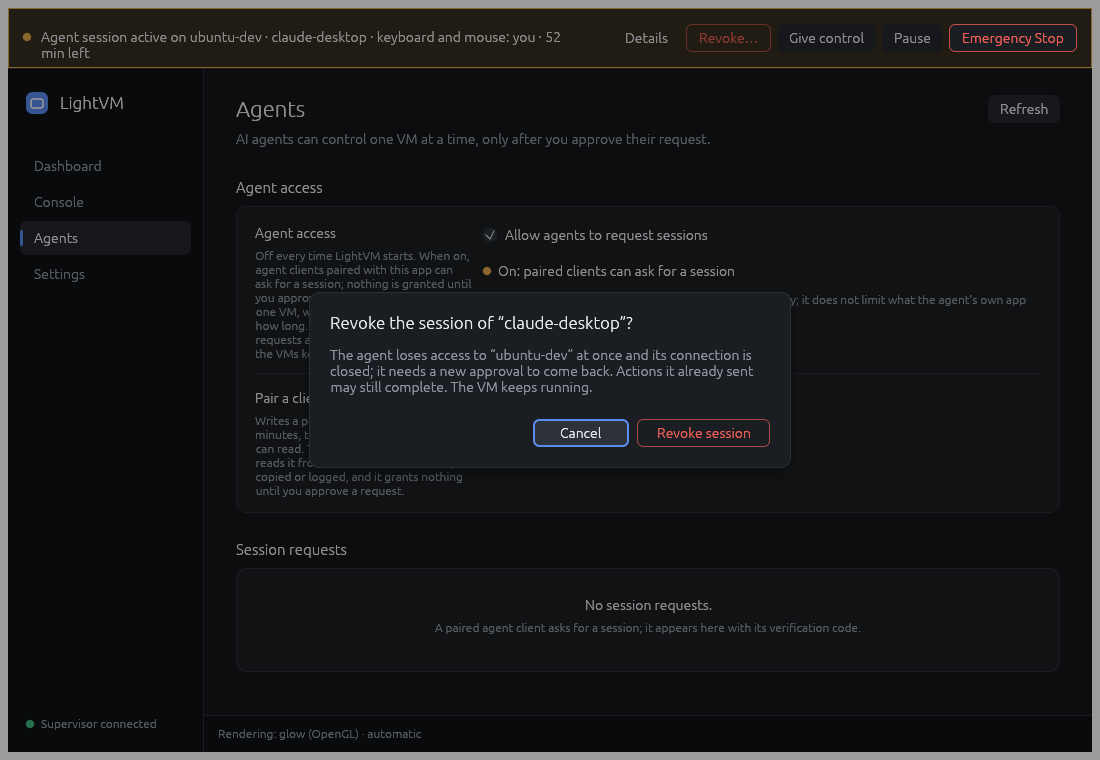 Agent session active on ubuntu-dev · claude-desktop · keyboard and mouse: you · 52
min left
Details
Revoke...
Give control
Pause
Emergency Stop
LightVM
Dashboard
Console
Agents
Settings
Supervisor connected
Agents
Refresh
AI agents can control one VM at a time, only after you approve their request.
Agent access
Agent access
Allow agents to request sessions
Off every time LightVM starts. When on,
agent clients paired with this app can
ask for a session; nothing is granted until
you
one VM,
how long.
requests
the VMs
On: paired clients can ask for a session
it does not limit what the agent's own app
Revoke the session of “claude-desktop”?
The agent loses access to “ubuntu-dev” at once and its connection is
closed; it needs a new approval to come back. Actions it already sent
may still complete. The VM keeps running.
Cancel
Revoke session
Pair a
Writes a
minutes,
can read.
reads it
copied or logged, and it grants nothing
until you approve a request.
Session requests
No session requests.
A paired agent client asks for a session; it appears here with its verification code.
Rendering: glow (OpenGL) · automatic